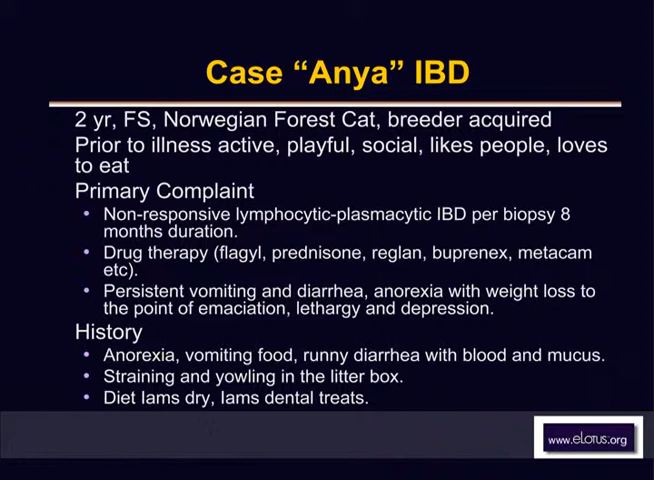 Case “Anya” IBD
2 yr, FS, Norwegian Forest Cat, breeder acquired
Prior to illness active, playful, social, likes people, loves
to eat
Primary Complaint
• Non-responsive lymphocytic-plasmacytic IBD per biopsy 8
months duration.
• Drug therapy (flagyl, prednisone, reglan, buprenex, metacam
etc).
• Persistent vomiting and diarrhea, anorexia with weight loss to
the point of emaciation, lethargy and depression.
History
• Anorexia, vomiting food, runny diarrhea with blood and mucus.
• Straining and yowling in the litter box.
• Diet Iams dry, Iams dental treats.
www.eLotus.org